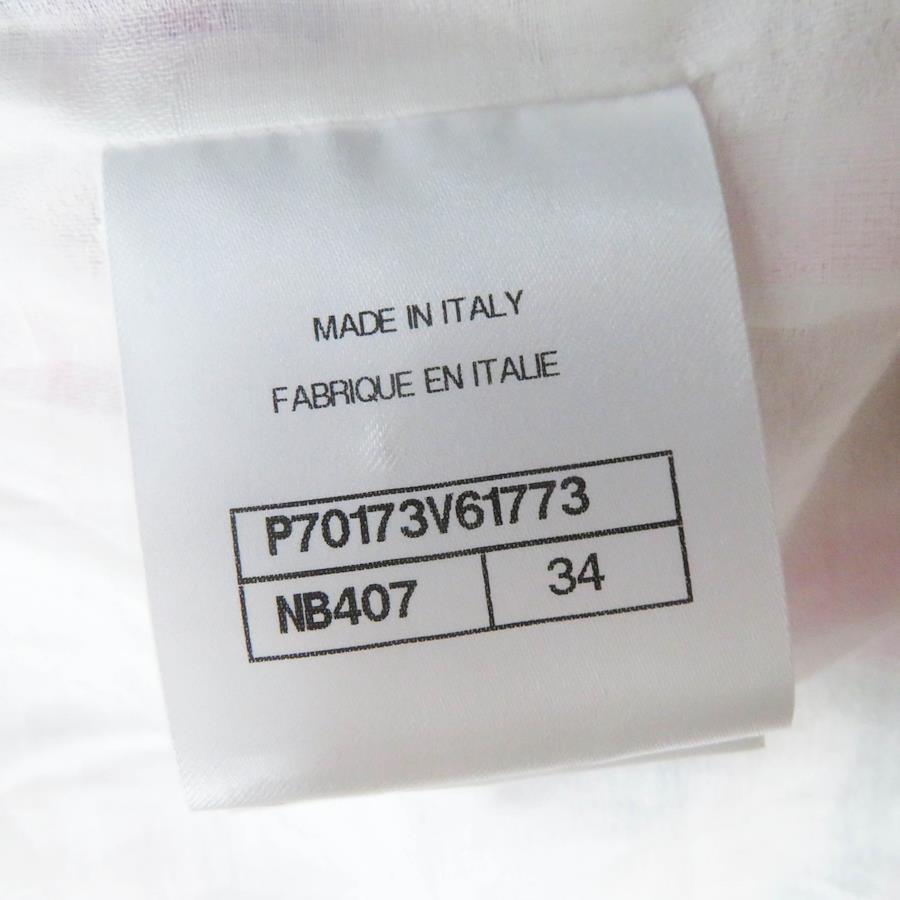 MADE IN ITALY
FABRIQUE EN ITALIE
P70173V61773
NB407 34